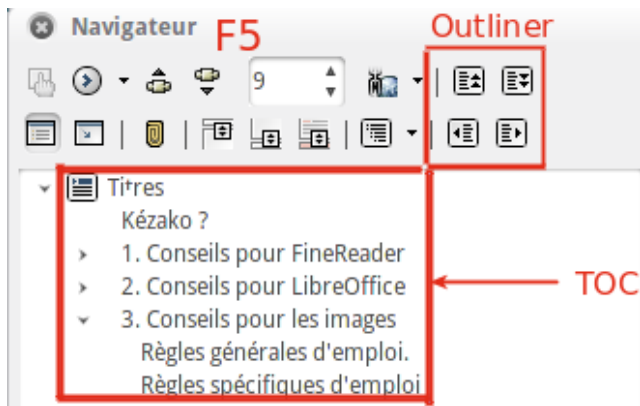 Navigateur F5 Outliner
9
Titres
Kézako ?
1. Conseils pour FineReader
2. Conseils pour LibreOffice
TOC
3. Conseils pour les images
Règles générales d'emploi.
Règles spécifiques d'emploi